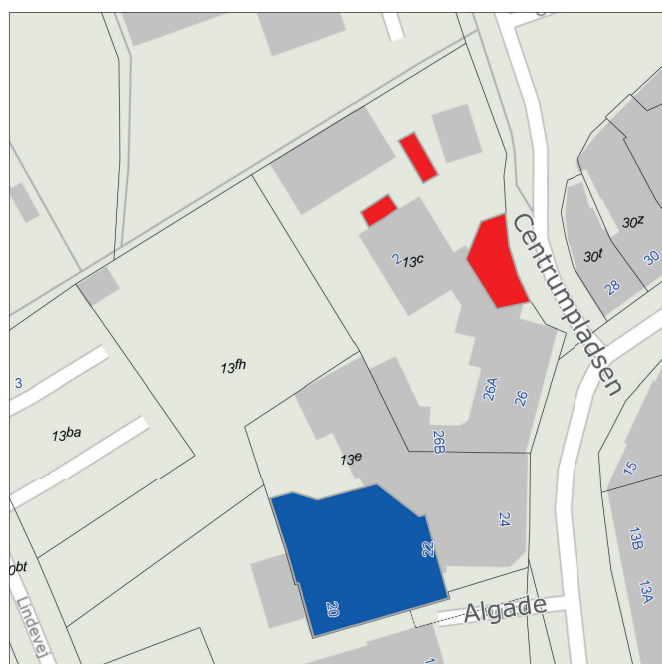 30ᶻ
30ᵗ
30
28
2
13ᶜ
Centrumpladsen
13ᶠʰ
3
26A
26
13ᵇᵃ
26B
13ᵉ
15
24
13B
22
13A
20
Algade
Lindevej